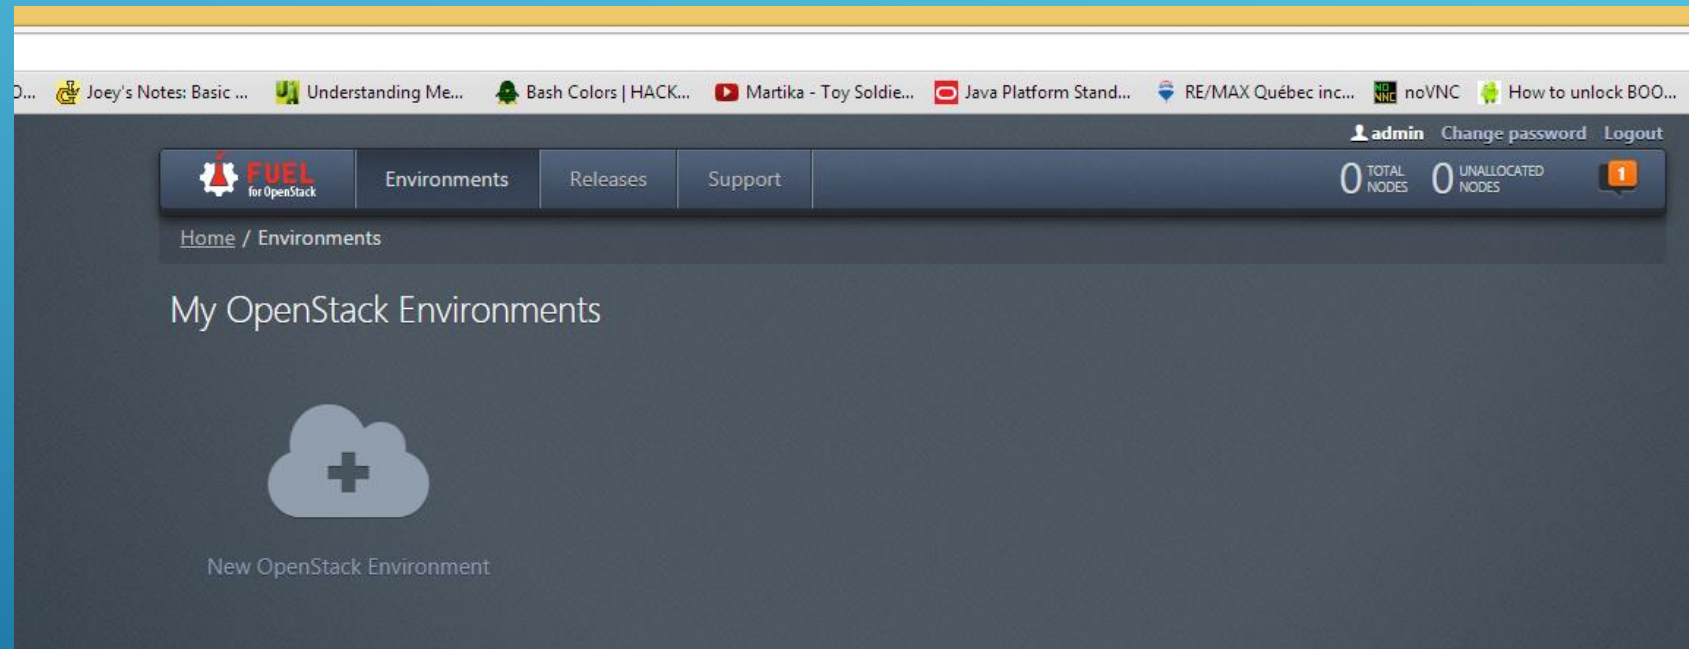 O... Joey's Notes: Basic ... Understanding Me... Bash Colors | HACK... Martika - Toy Soldie... Java Platform Stand... RE/MAX Québec inc... NO VNC noVNC How to unlock BOO...
admin Change password Logout
FUEL for OpenStack Environments Releases Support 0 TOTAL NODES 0 UNALLOCATED NODES 1
Home / Environments
My OpenStack Environments
New OpenStack Environment